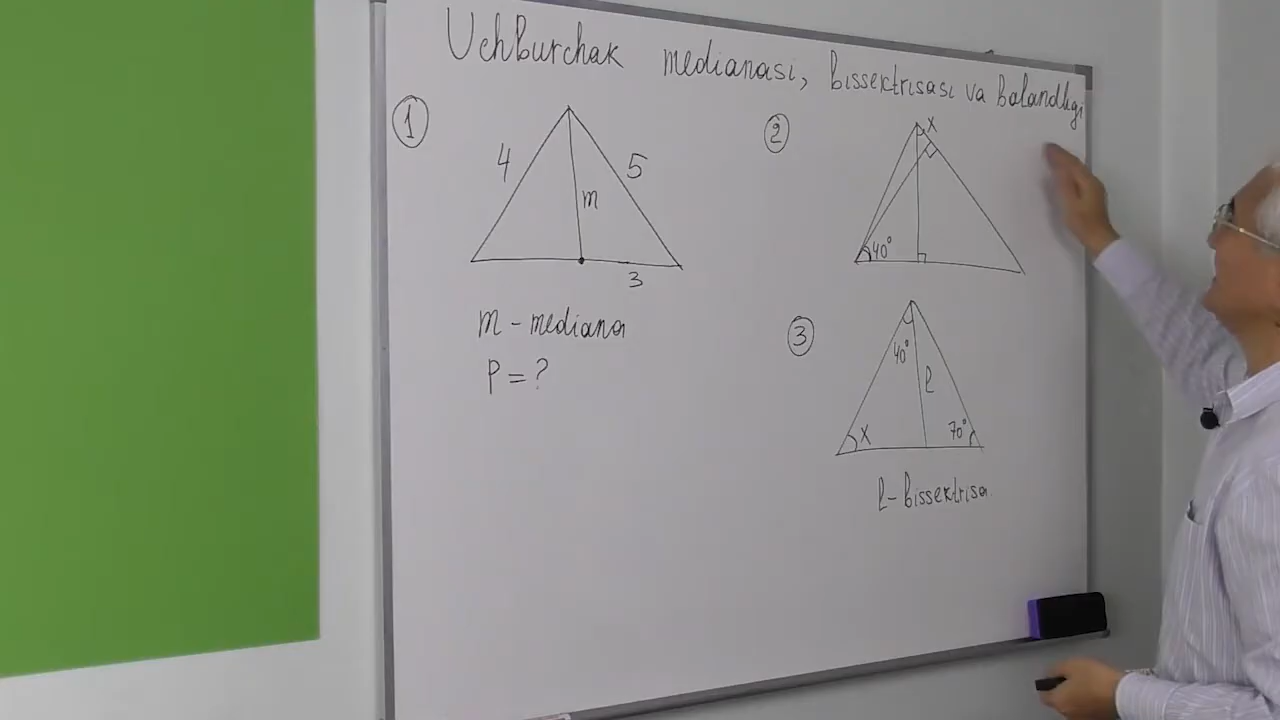 Uchburchak medianasi, bissektrisasi va balandligi
1
4
5
m
3
m - mediana
P = ?
2
x
40°
3
40°
l
x
70°
l - bissektrisa